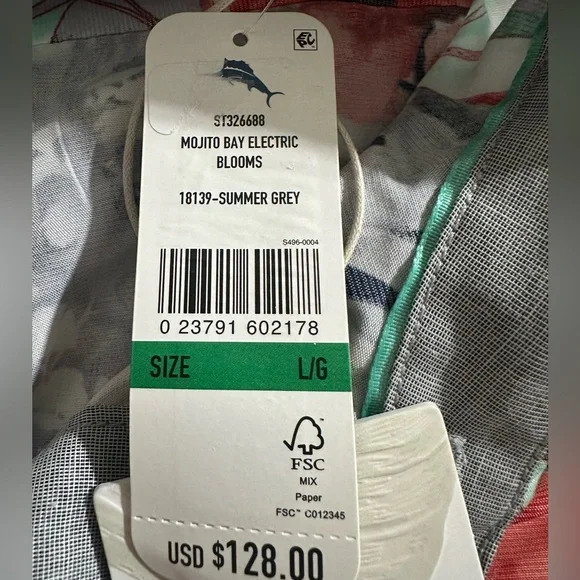 ST326688
MOJITO BAY ELECTRIC
BLOOMS
18139-SUMMER GREY
S496-0004
0 23791 602178
SIZE L/G
FSC
MIX
Paper
FSC™ C012345
USD $128.00